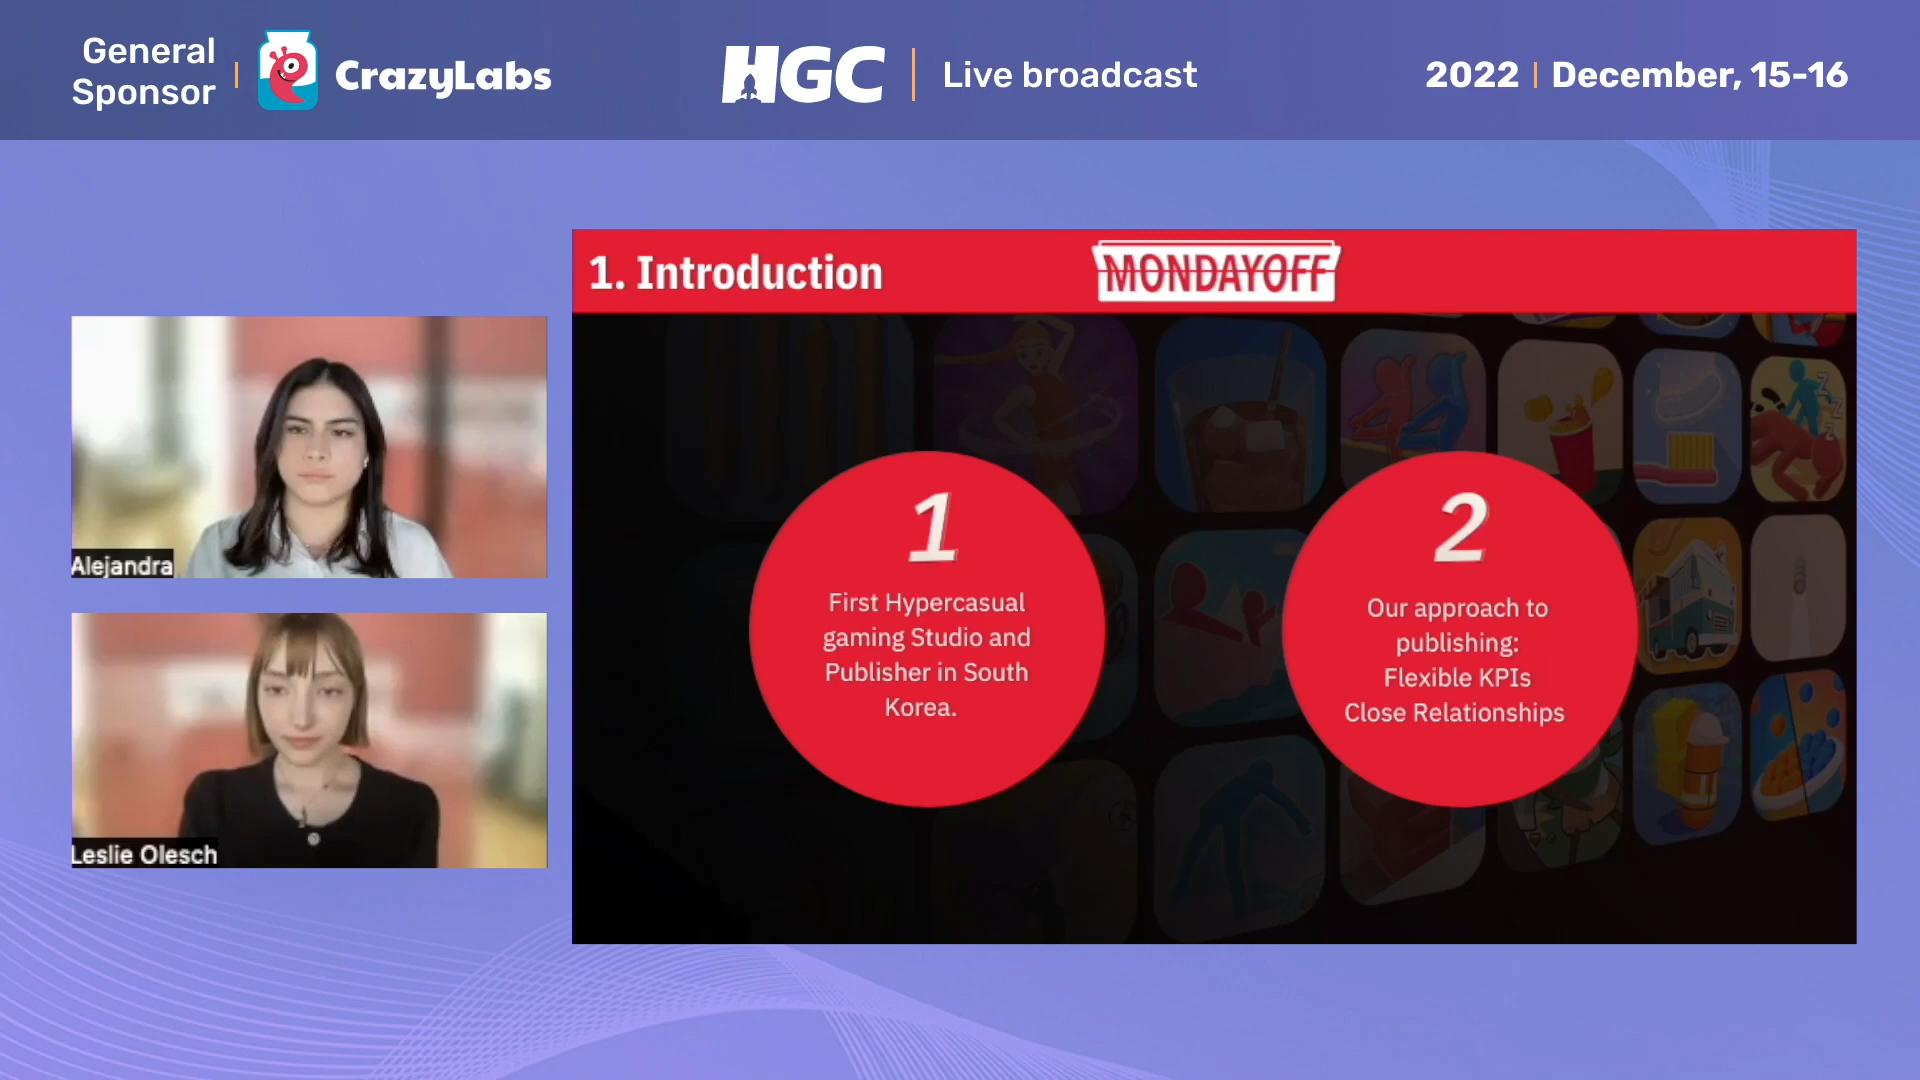 General
Sponsor
CrazyLabs
HGC
Live broadcast
2022
December, 15-16
1. Introduction
MONDAYOFF
Alejandra
Leslie Olesch
1
First Hypercasual
gaming Studio and
Publisher in South
Korea.
2
Our approach to
publishing:
Flexible KPIs
Close Relationships